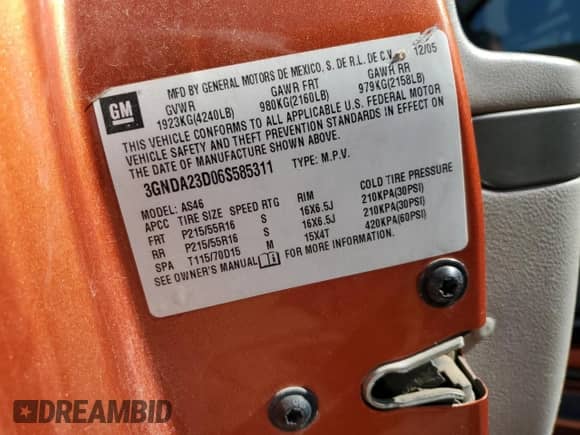 MFD BY GENERAL MOTORS DE MEXICO, S. DE R.L. DE C.V. 12/05
GM
GVWR GAWR FRT GAWR RR
1923KG(4240LB) 980KG(2160LB) 979KG(2158LB)
THIS VEHICLE CONFORMS TO ALL APPLICABLE U.S. FEDERAL MOTOR
VEHICLE SAFETY AND THEFT PREVENTION STANDARDS IN EFFECT ON
THE DATE OF MANUFACTURE SHOWN ABOVE.
3GNDA23D06S585311 TYPE: M.P.V.
MODEL: AS46
APCC TIRE SIZE SPEED RTG RIM COLD TIRE PRESSURE
FRT P215/55R16 S 16X6.5J 210KPA(30PSI)
RR P215/55R16 S 16X6.5J 210KPA(30PSI)
SPA T115/70D15 M 15X4T 420KPA(60PSI)
SEE OWNER'S MANUAL FOR MORE INFORMATION.
DREAMBID